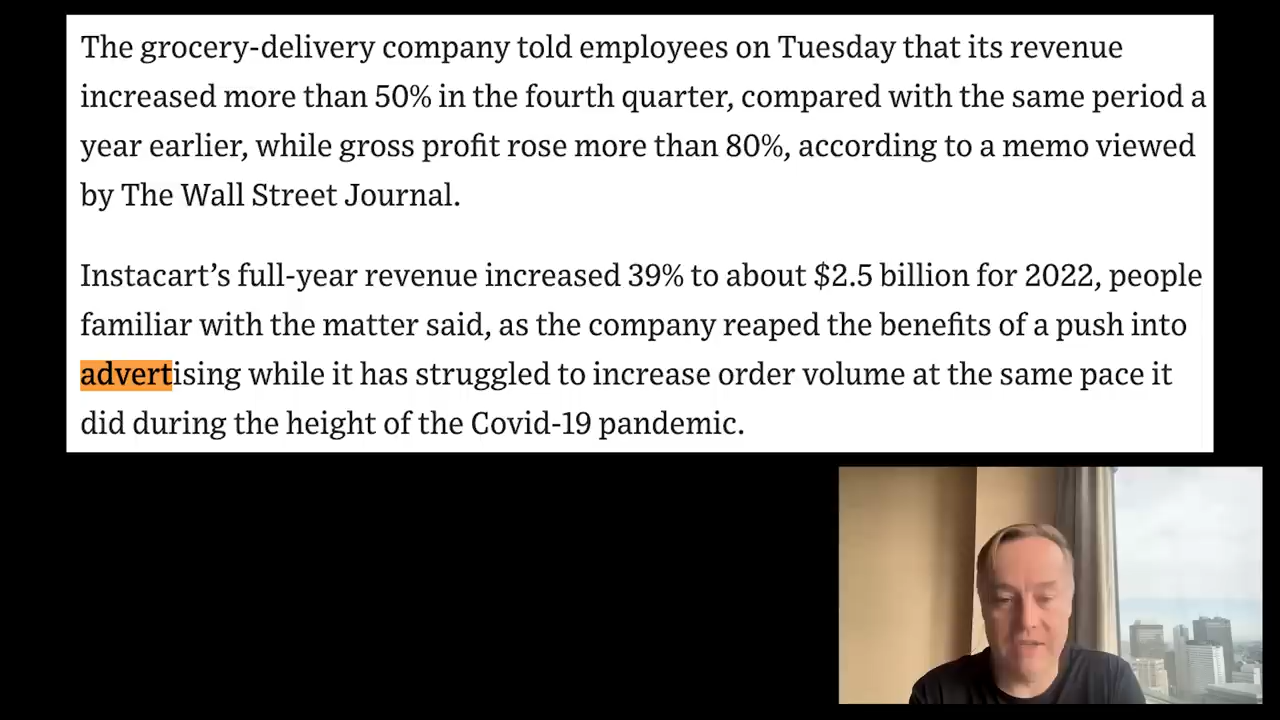 The grocery-delivery company told employees on Tuesday that its revenue
increased more than 50% in the fourth quarter, compared with the same period a
year earlier, while gross profit rose more than 80%, according to a memo viewed
by The Wall Street Journal.
Instacart’s full-year revenue increased 39% to about $2.5 billion for 2022, people
familiar with the matter said, as the company reaped the benefits of a push into
advertising while it has struggled to increase order volume at the same pace it
did during the height of the Covid-19 pandemic.